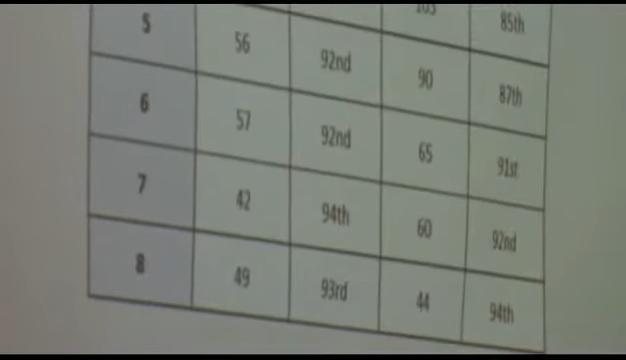 103 85th
5 56 92nd 90 87th
6 57 92nd 65 91st
7 42 94th 60 92nd
8 49 93rd 44 94th